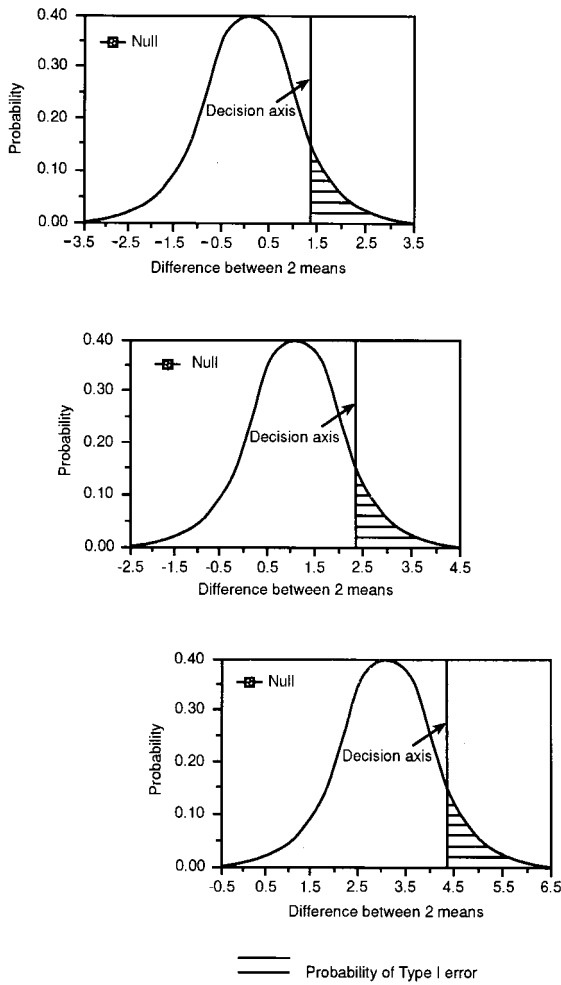 0.40
Null
0.30
Decision axis
0.20
0.10
0.00
Probability
-3.5 -2.5 -1.5 -0.5 0.5 1.5 2.5 3.5
Difference between 2 means
0.40
Null
0.30
Decision axis
0.20
0.10
0.00
Probability
-2.5 -1.5 -0.5 0.5 1.5 2.5 3.5 4.5
Difference between 2 means
0.40
Null
0.30
Decision axis
0.20
0.10
0.00
Probability
-0.5 0.5 1.5 2.5 3.5 4.5 5.5 6.5
Difference between 2 means
Probability of Type I error